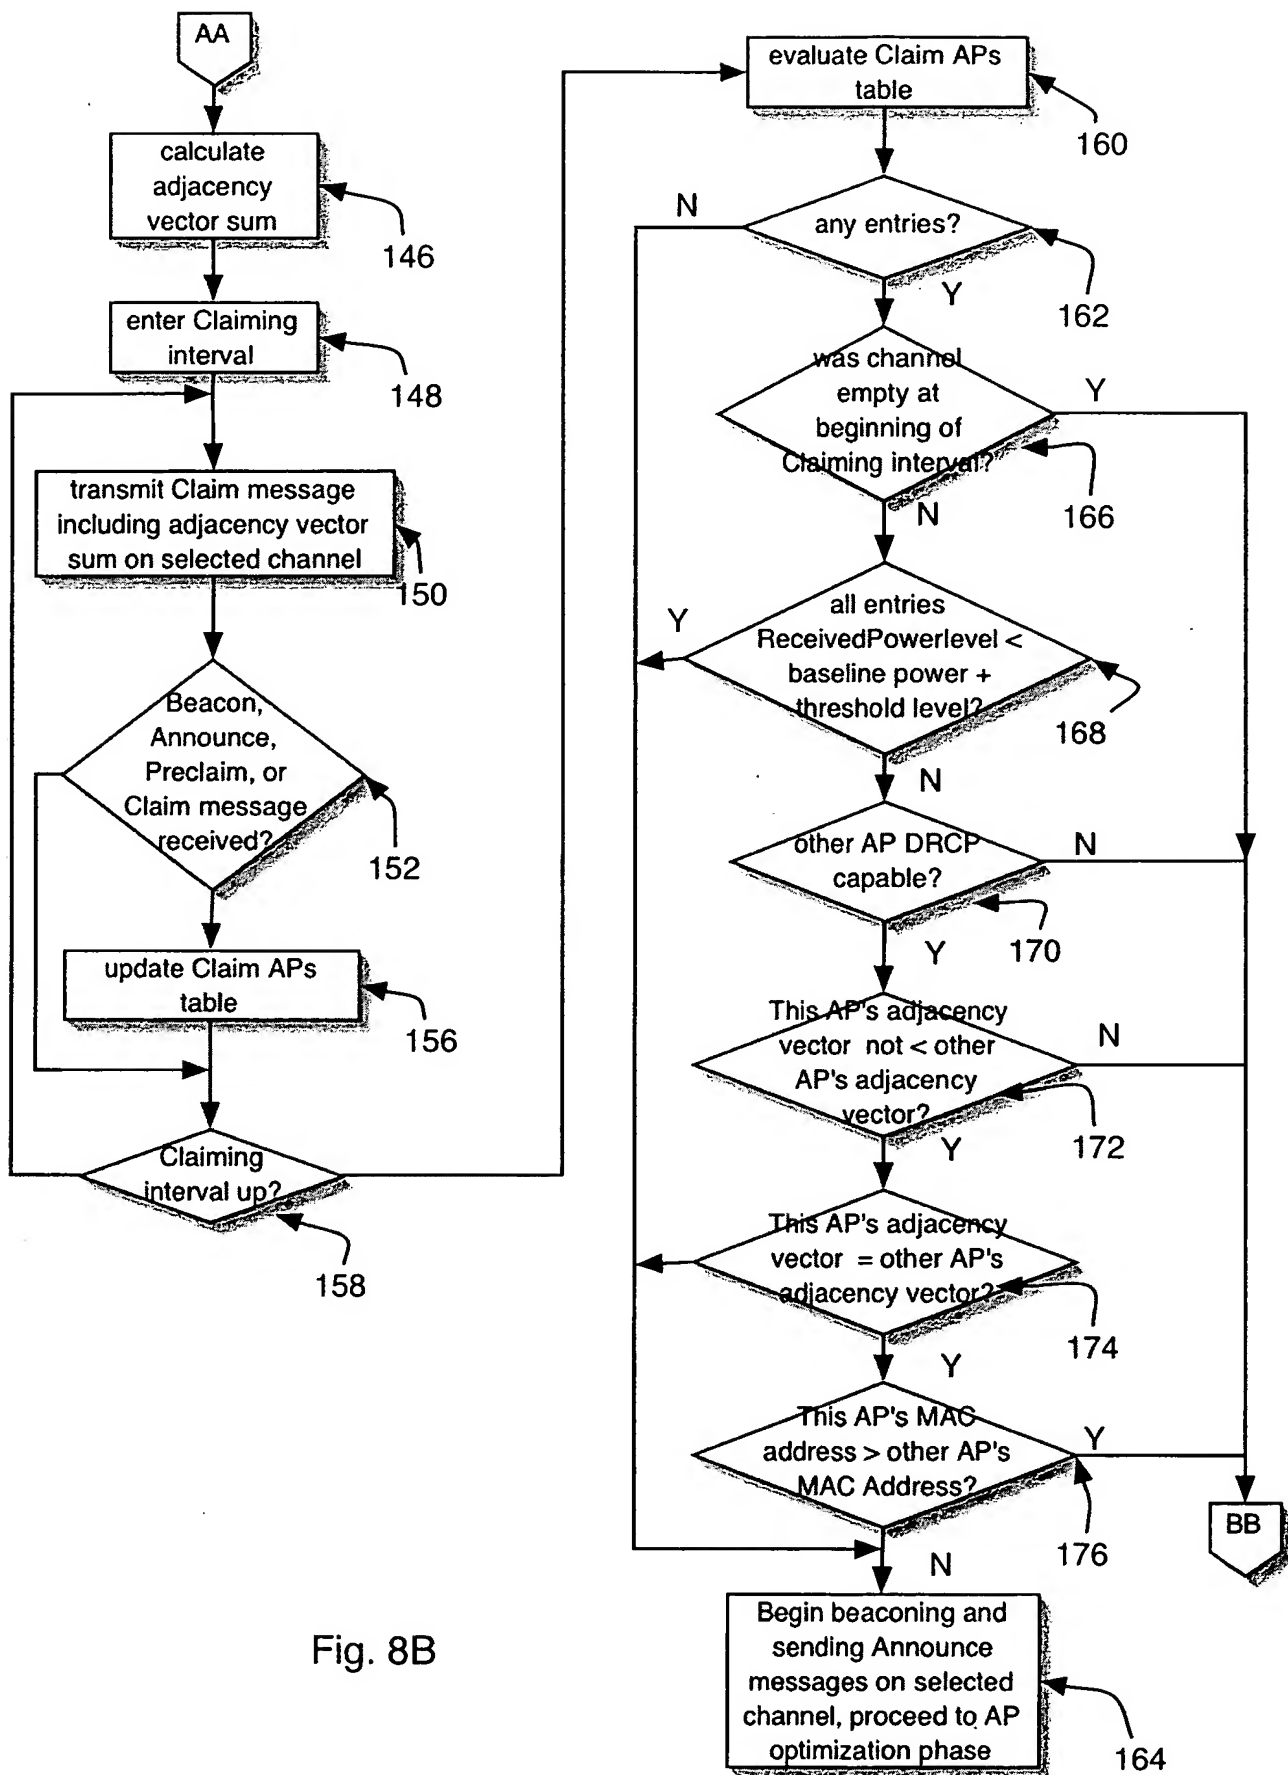 AA
calculate
adjacency
vector sum
146
enter Claiming
interval
148
transmit Claim message
including adjacency vector
sum on selected channel
150
Beacon,
Announce,
Preclaim, or
Claim message
received?
152
update Claim APs
table
156
Claiming
interval up?
158
evaluate Claim APs
table
160
N
any entries?
162
Y
was channel
empty at
beginning of
Claiming interval?
Y
166
N
all entries
ReceivedPowerlevel <
baseline power +
threshold level?
Y
168
N
other AP DRCP
capable?
N
170
Y
This AP's adjacency
vector not < other
AP's adjacency
vector?
N
172
Y
This AP's adjacency
vector = other AP's
adjacency vector?
174
Y
This AP's MAC
address > other AP's
MAC Address?
Y
176
BB
N
Begin beaconing and
sending Announce
messages on selected
channel, proceed to AP
optimization phase
164
Fig. 8B